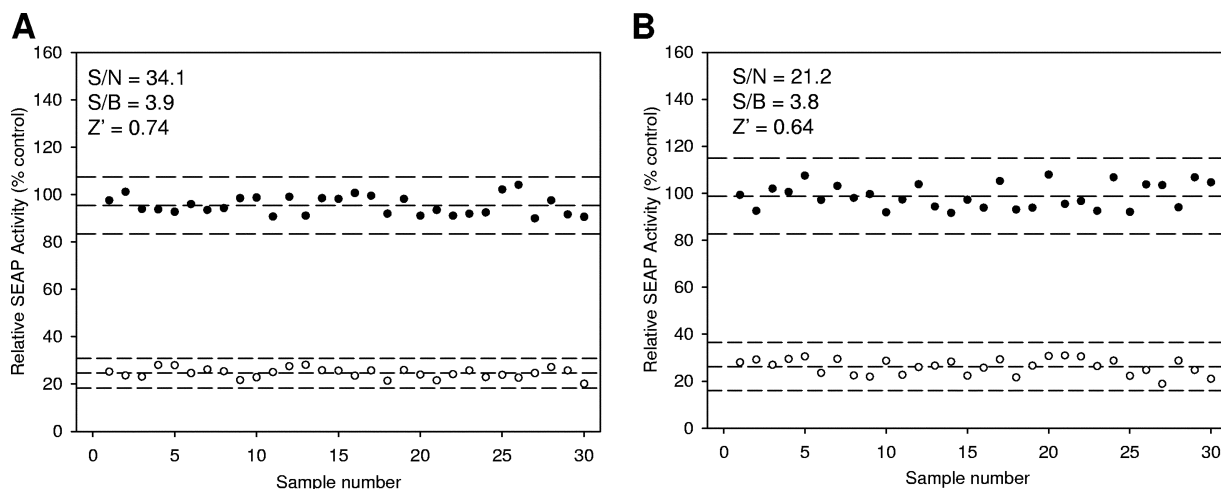 A
160
S/N = 34.1
S/B = 3.9
Z' = 0.74
140
120
100
80
60
40
20
0
Relative SEAP Activity (% control)
0 5 10 15 20 25 30
Sample number
B
160
S/N = 21.2
S/B = 3.8
Z' = 0.64
140
120
100
80
60
40
20
0
Relative SEAP Activity (% control)
0 5 10 15 20 25 30
Sample number